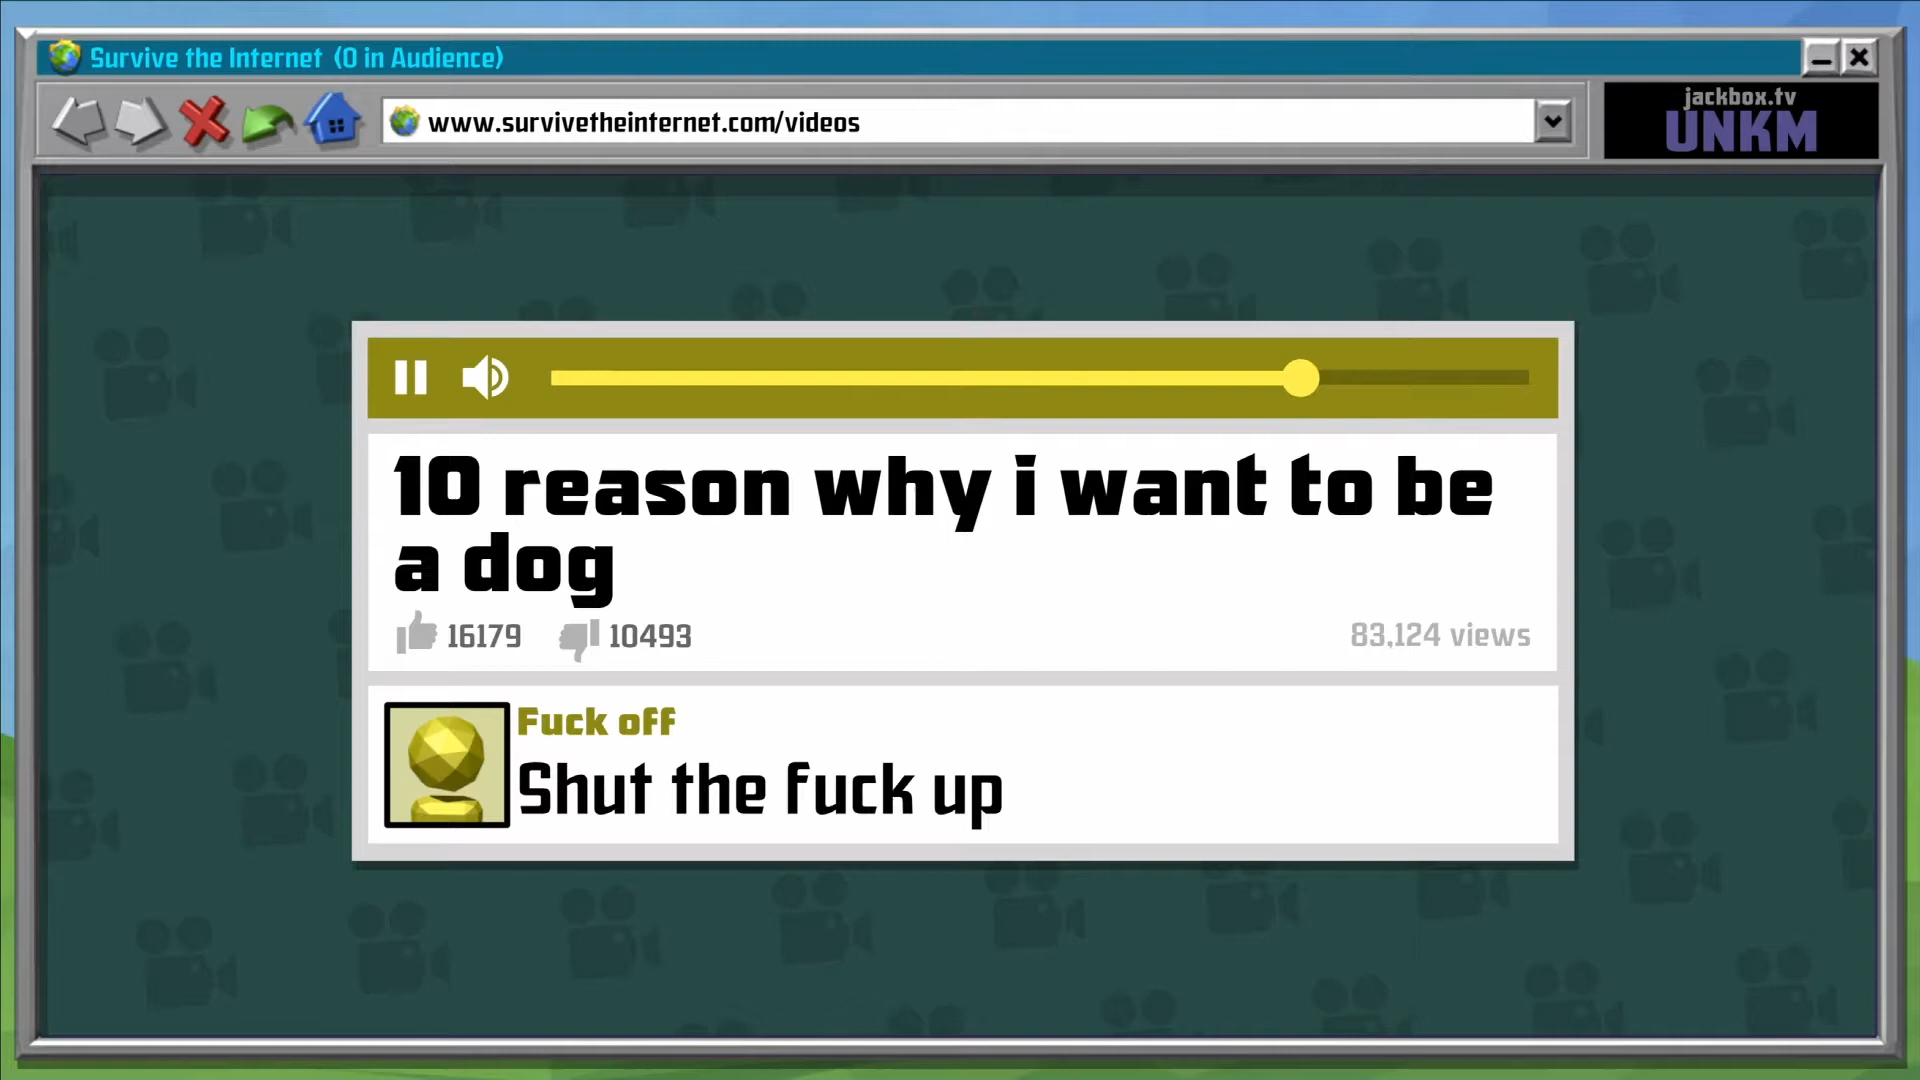 Survive the Internet (0 in Audience)
www.survivetheinternet.com/videos
jackbox.tv
UNKM
10 reason why i want to be
a dog
16179 10493 83,124 views
Fuck off
Shut the fuck up